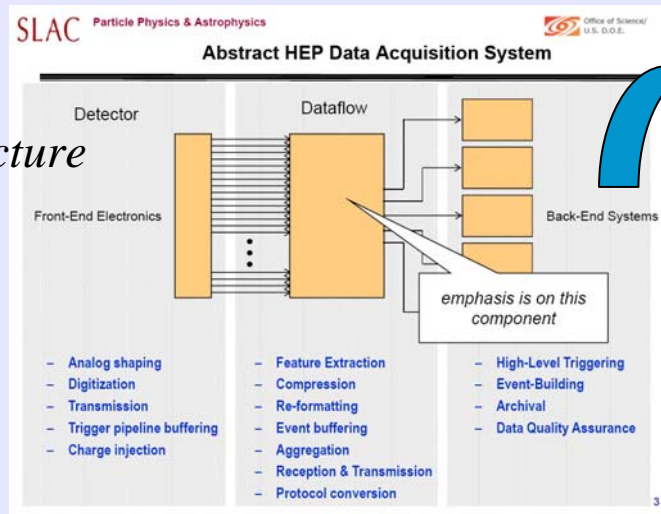 SLAC Particle Physics & Astrophysics
Office of Science/
U.S. D.O.E.
Abstract HEP Data Acquisition System
Detector
Dataflow
cture
Front-End Electronics
Back-End Systems
emphasis is on this
component
– Analog shaping
– Digitization
– Transmission
– Trigger pipeline buffering
– Charge injection
– Feature Extraction
– Compression
– Re-formatting
– Event buffering
– Aggregation
– Reception & Transmission
– Protocol conversion
– High-Level Triggering
– Event-Building
– Archival
– Data Quality Assurance
3